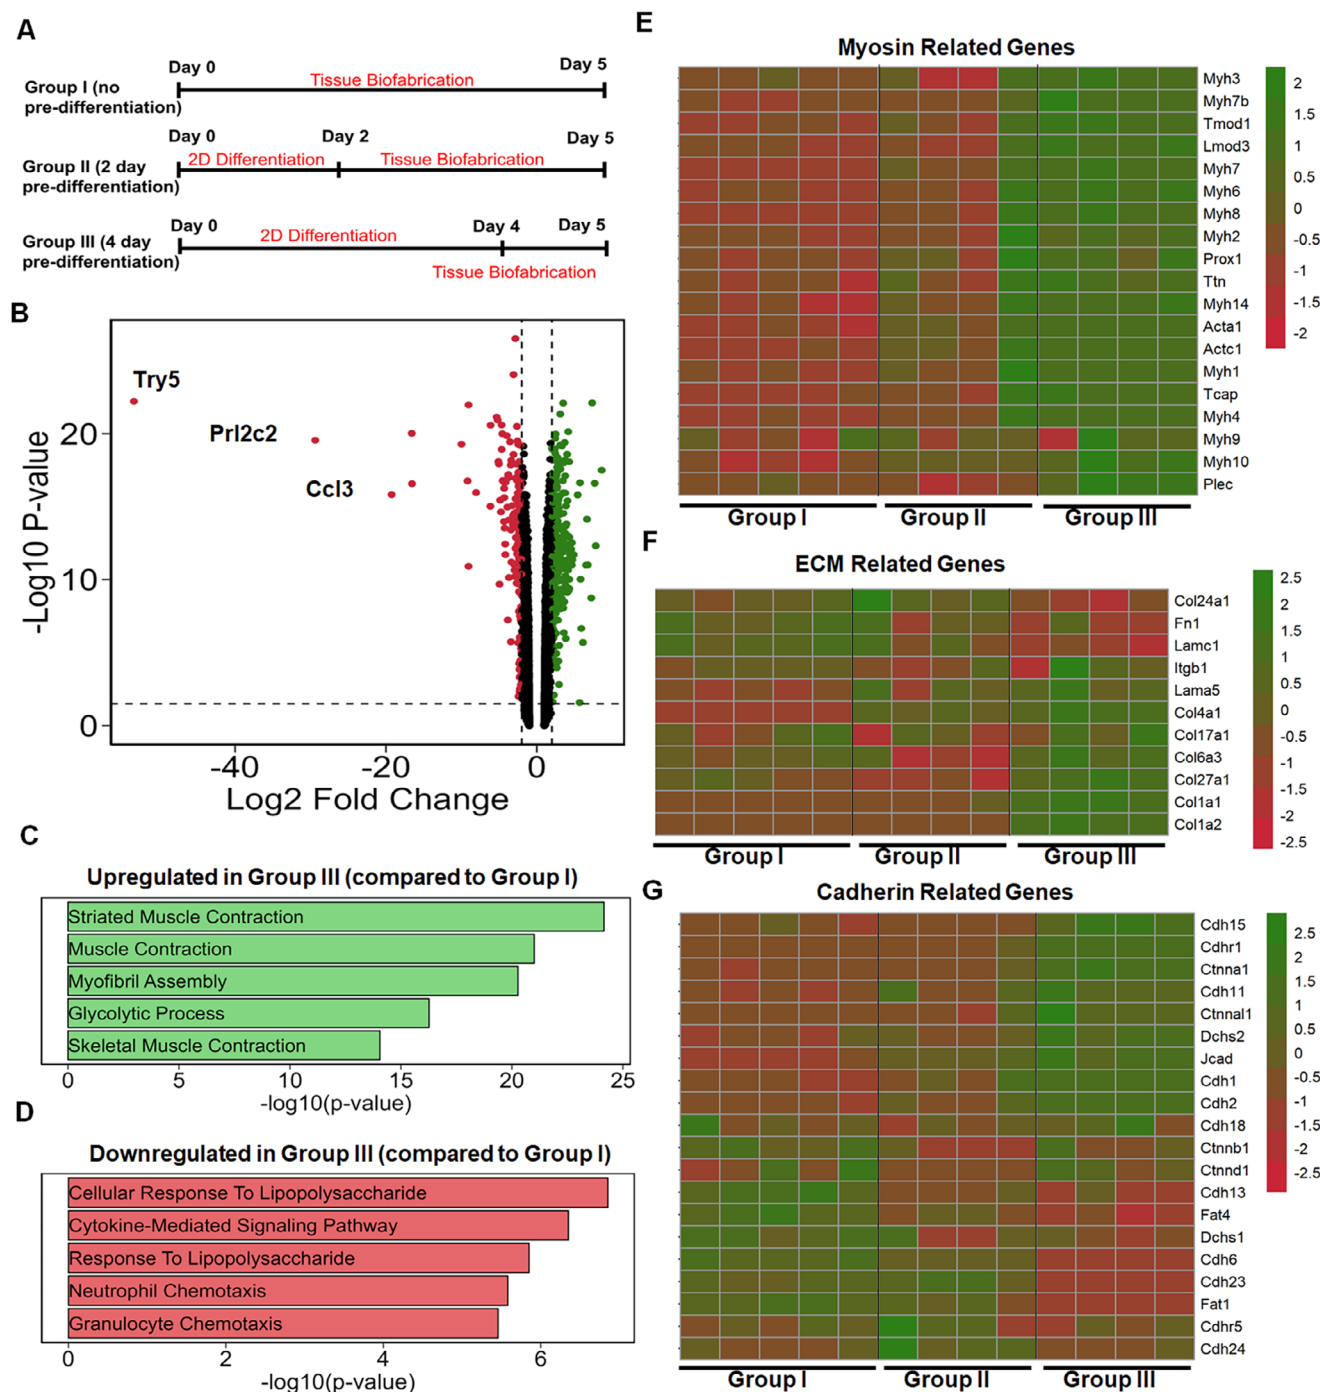 A
Group I (no
pre-differentiation)
Day 0
Tissue Biofabrication
Day 5
Group II (2 day
pre-differentiation)
Day 0
2D Differentiation
Day 2
Tissue Biofabrication
Day 5
Group III (4 day
pre-differentiation)
Day 0
2D Differentiation
Day 4
Day 5
Tissue Biofabrication
B
Try5
Prl2c2
Ccl3
-Log10 P-value
20
10
0
-40
-20
0
Log2 Fold Change
C
Upregulated in Group III (compared to Group I)
Striated Muscle Contraction
Muscle Contraction
Myofibril Assembly
Glycolytic Process
Skeletal Muscle Contraction
0
5
10
15
20
25
-log10(p-value)
D
Downregulated in Group III (compared to Group I)
Cellular Response To Lipopolysaccharide
Cytokine-Mediated Signaling Pathway
Response To Lipopolysaccharide
Neutrophil Chemotaxis
Granulocyte Chemotaxis
0
2
4
6
-log10(p-value)
E
Myosin Related Genes
Myh3
Myh7b
Tmod1
Lmod3
Myh7
Myh6
Myh8
Myh2
Prox1
Ttn
Myh14
Acta1
Actc1
Myh1
Tcap
Myh4
Myh9
Myh10
Plec
2
1.5
1
0.5
0
-0.5
-1
-1.5
-2
Group I
Group II
Group III
F
ECM Related Genes
Col24a1
Fn1
Lamc1
Itgb1
Lama5
Col4a1
Col17a1
Col6a3
Col27a1
Col1a1
Col1a2
2.5
2
1.5
1
0.5
0
-0.5
-1
-1.5
-2
-2.5
Group I
Group II
Group III
G
Cadherin Related Genes
Cdh15
Cdhr1
Ctnna1
Cdh11
Ctnnal1
Dchs2
Jcad
Cdh1
Cdh2
Cdh18
Ctnnb1
Ctnnd1
Cdh13
Fat4
Dchs1
Cdh6
Cdh23
Fat1
Cdhr5
Cdh24
2.5
2
1.5
1
0.5
0
-0.5
-1
-1.5
-2
-2.5
Group I
Group II
Group III